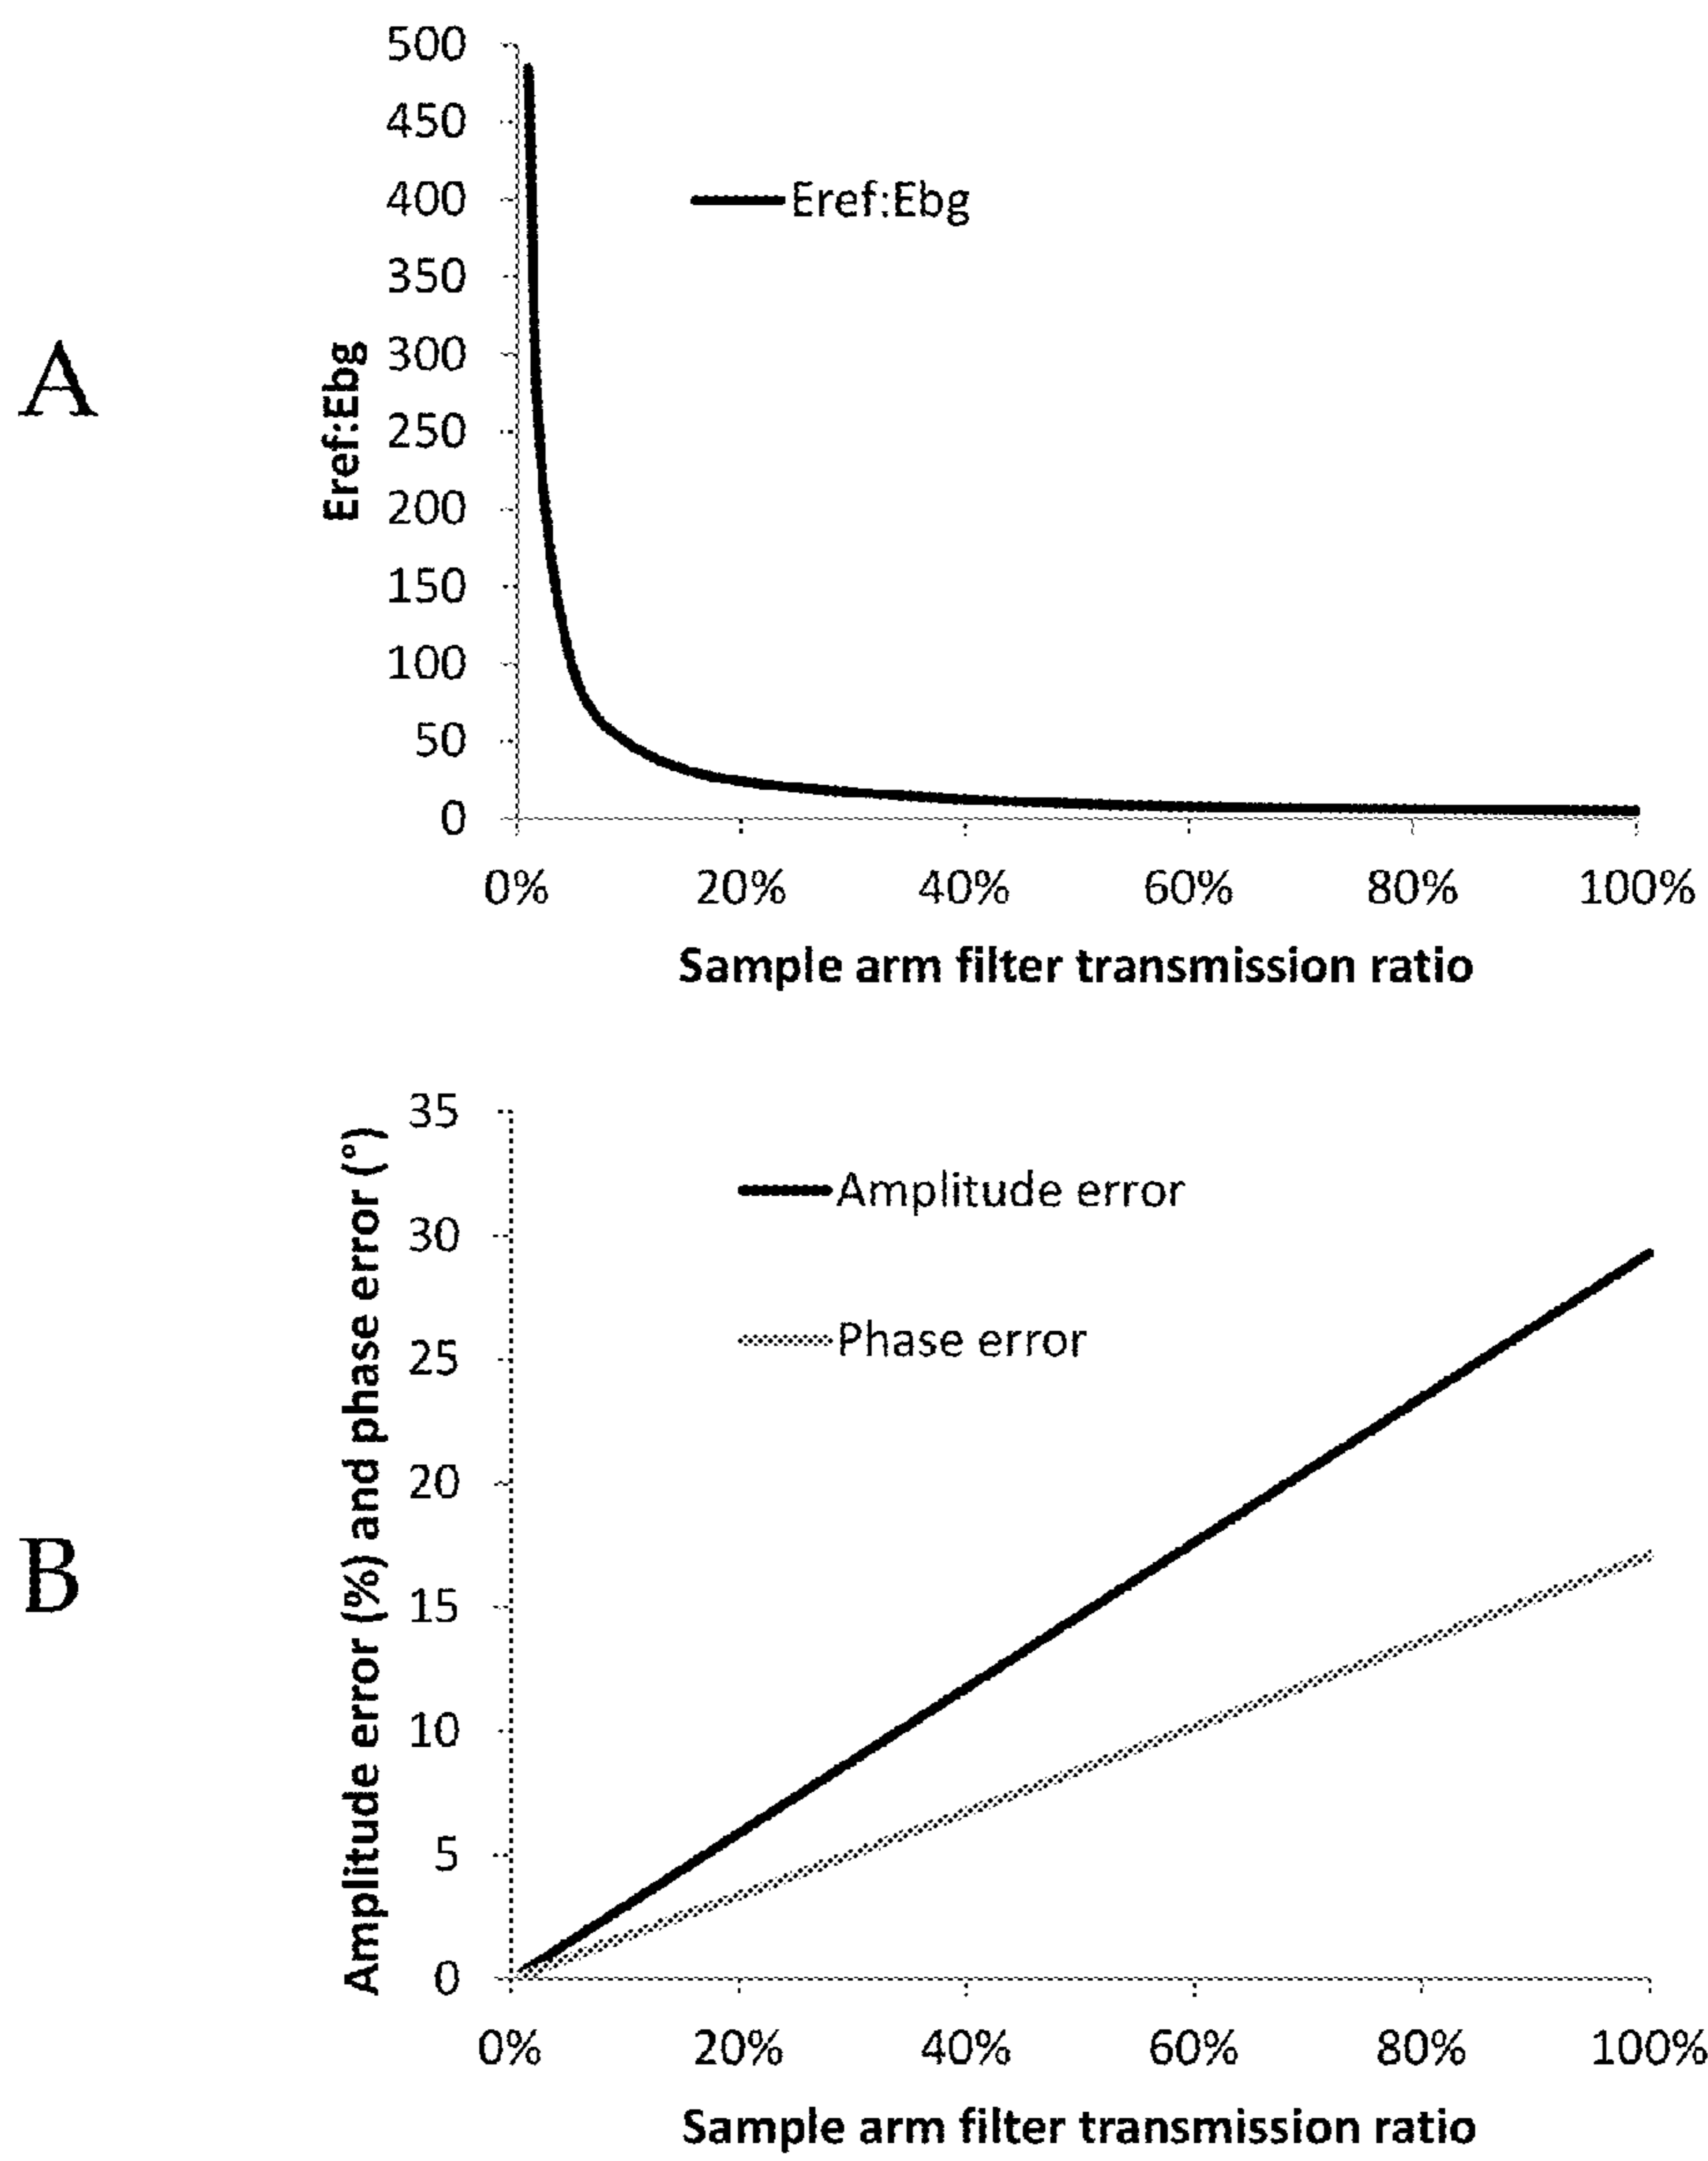 A
Eref:Ebg
500
450
400
350
300
250
200
150
100
50
0
Eref:Ebg
0% 20% 40% 60% 80% 100%
Sample arm filter transmission ratio
B
Amplitude error (%) and phase error (°)
35
30
25
20
15
10
5
0
Amplitude error
Phase error
0% 20% 40% 60% 80% 100%
Sample arm filter transmission ratio